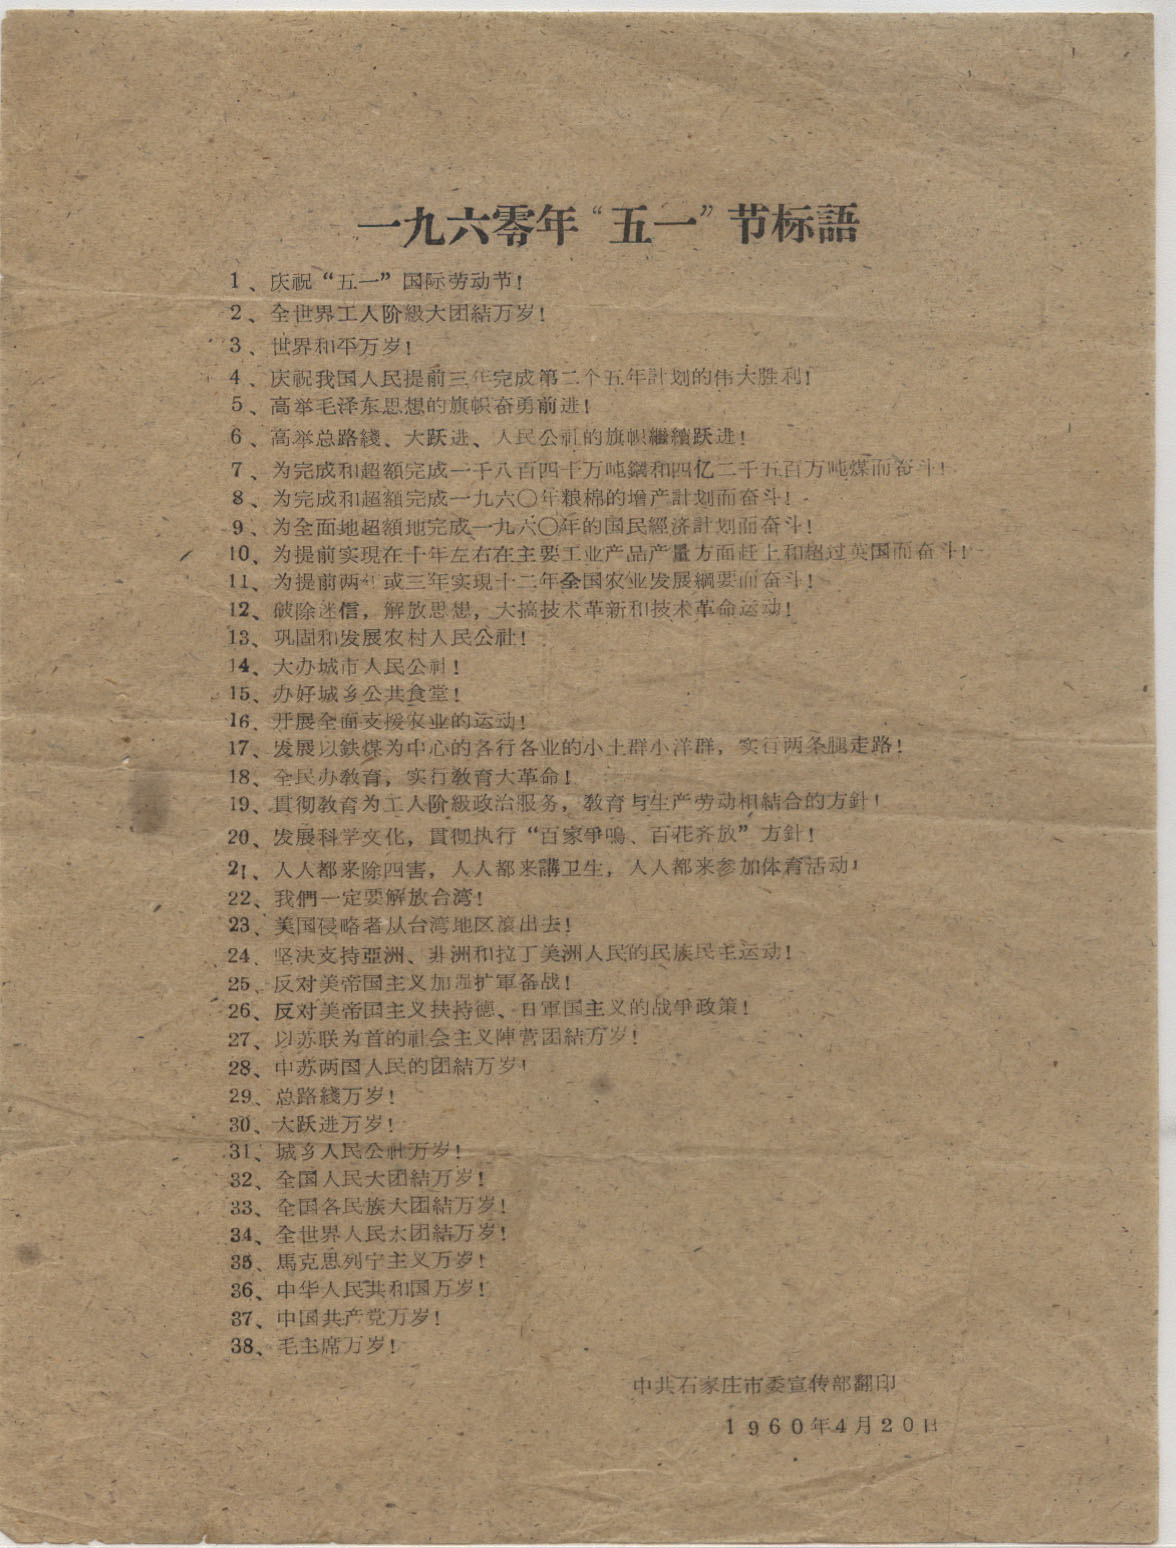 一九六零年“五一”节标語
1、庆祝“五一”国际劳动节！
2、全世界工人阶級大团結万岁！
3、世界和平万岁！
4、庆祝我国人民提前三年完成第二个五年計划的伟大胜利！
5、高举毛泽东思想的旗帜奋勇前进！
6、高举总路綫、大跃进、人民公社的旗帜繼續跃进！
7、为完成和超額完成一千八百四十万吨鋼和四亿二千五百万吨煤而奋斗！
8、为完成和超額完成一九六〇年粮棉的增产計划而奋斗！
9、为全面地超額地完成一九六〇年的国民經济計划而奋斗！
10、为提前实現在十年左右在主要工业产品产量方面赶上和超过英国而奋斗！
11、为提前两年或三年实現十二年全国农业发展綱要而奋斗！
12、破除迷信，解放思想，大搞技术革新和技术革命运动！
13、巩固和发展农村人民公社！
14、大办城市人民公社！
15、办好城乡公共食堂！
16、开展全面支援农业的运动！
17、发展以鉄煤为中心的各行各业的小土群小洋群，实行两条腿走路！
18、全民办敎育，实行敎育大革命！
19、貫彻敎育为工人阶級政治服务，敎育与生产劳动相結合的方針！
20、发展科学文化，貫彻执行“百家爭鳴、百花齐放”方針！
21、人人都来除四害，人人都来講卫生，人人都来参加体育活动！
22、我們一定要解放台湾！
23、美国侵略者从台湾地区滾出去！
24、坚决支持亞洲、非洲和拉丁美洲人民的民族民主运动！
25、反对美帝国主义加强扩軍备战！
26、反对美帝国主义扶持德、日軍国主义的战爭政策！
27、以苏联为首的社会主义陣营团結万岁！
28、中苏两国人民的团結万岁！
29、总路綫万岁！
30、大跃进万岁！
31、城乡人民公社万岁！
32、全国人民大团結万岁！
33、全国各民族大团結万岁！
34、全世界人民大团結万岁！
35、馬克思列宁主义万岁！
36、中华人民共和国万岁！
37、中国共产党万岁！
38、毛主席万岁！
中共石家庄市委宣传部翻印
1960年4月20日